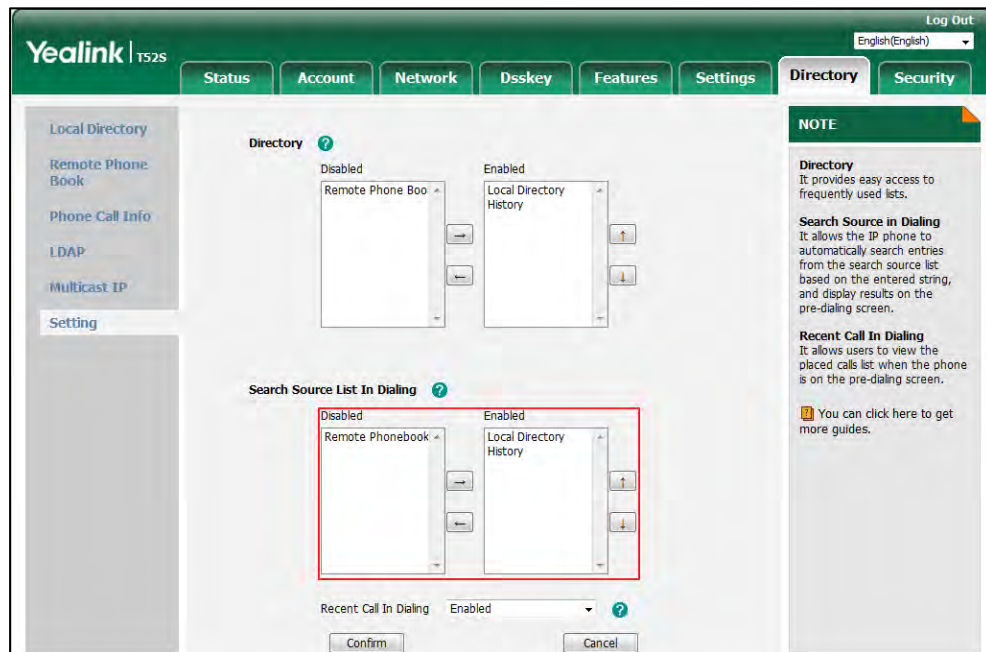 Log Out
English(English)
Yealink T52S
Status
Account
Network
Dsskey
Features
Settings
Directory
Security
Local Directory
Remote Phone
Book
Phone Call Info
LDAP
Multicast IP
Setting
Directory ?
Disabled
Enabled
Remote Phone Boo
Local Directory
History
→
←
↑
↓
Search Source List In Dialing ?
Disabled
Enabled
Remote Phonebook
Local Directory
History
→
←
↑
↓
Recent Call In Dialing Enabled ?
Confirm
Cancel
NOTE
Directory
It provides easy access to
frequently used lists.
Search Source in Dialing
It allows the IP phone to
automatically search entries
from the search source list
based on the entered string,
and display results on the
pre-dialing screen.
Recent Call In Dialing
It allows users to view the
placed calls list when the phone
is on the pre-dialing screen.
? You can click here to get
more guides.